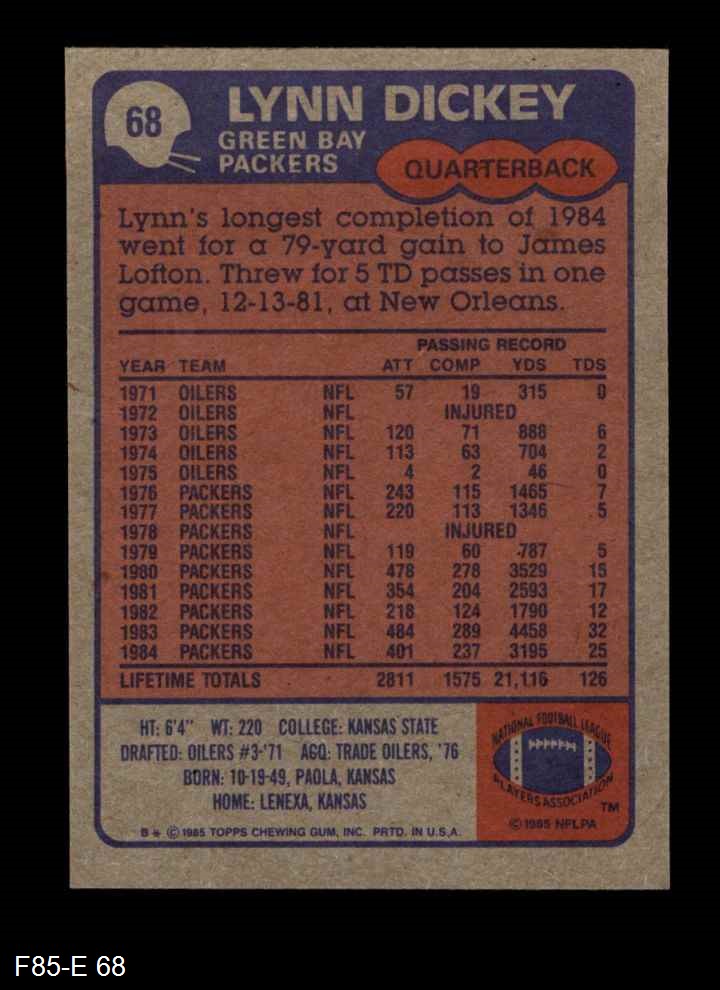 68
LYNN DICKEY
GREEN BAY
PACKERS
QUARTERBACK
Lynn's longest completion of 1984
went for a 79-yard gain to James
Lofton. Threw for 5 TD passes in one
game, 12-13-81, at New Orleans.
PASSING RECORD
YEAR TEAM ATT COMP YDS TDS
1971 OILERS NFL 57 19 315 0
1972 OILERS NFL INJURED
1973 OILERS NFL 120 71 888 6
1974 OILERS NFL 113 63 704 2
1975 OILERS NFL 4 2 46 0
1976 PACKERS NFL 243 115 1465 7
1977 PACKERS NFL 220 113 1346 5
1978 PACKERS NFL INJURED
1979 PACKERS NFL 119 60 787 5
1980 PACKERS NFL 478 278 3529 15
1981 PACKERS NFL 354 204 2593 17
1982 PACKERS NFL 218 124 1790 12
1983 PACKERS NFL 484 289 4458 32
1984 PACKERS NFL 401 237 3195 25
LIFETIME TOTALS 2811 1575 21,116 126
HT: 6'4" WT: 220 COLLEGE: KANSAS STATE
DRAFTED: OILERS #3-'71 ACQ: TRADE OILERS, '76
BORN: 10-19-49, PAOLA, KANSAS
HOME: LENEXA, KANSAS
B* © 1985 TOPPS CHEWING GUM, INC. PRTD. IN U.S.A.
NATIONAL FOOTBALL LEAGUE
PLAYERS ASSOCIATION
TM
© 1985 NFLPA
F85-E 68